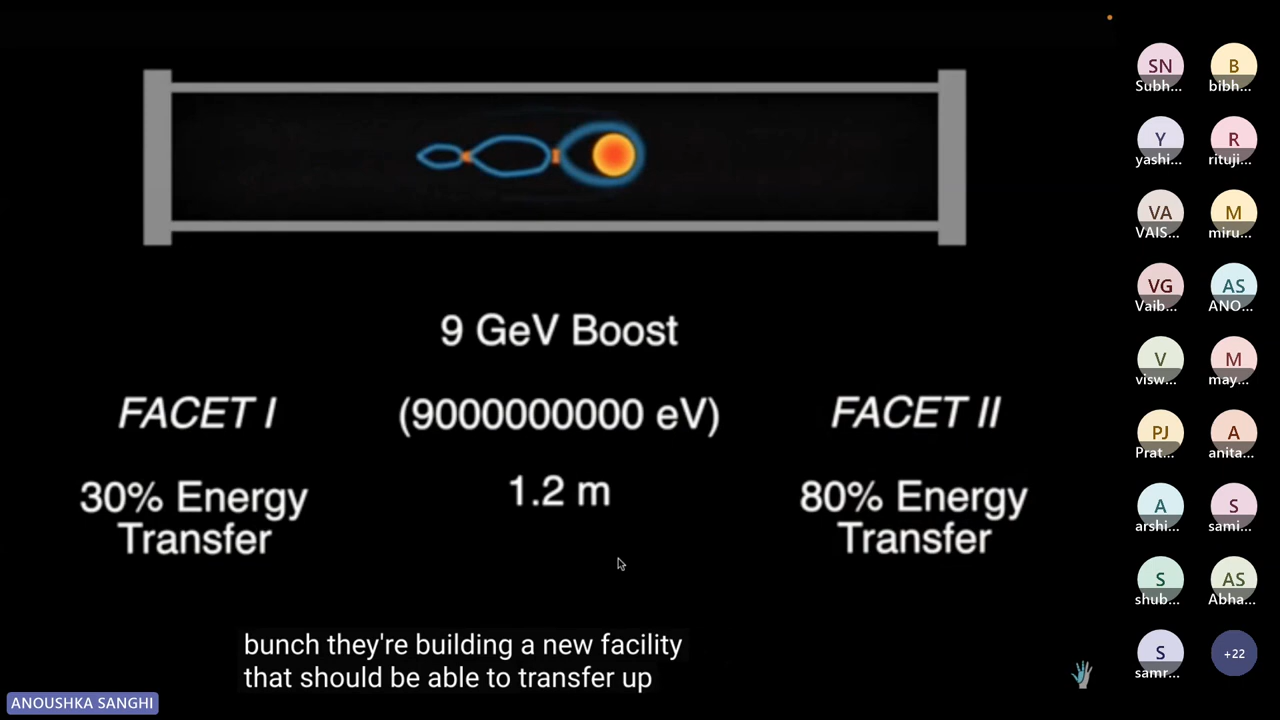 9 GeV Boost
FACET I
(9000000000 eV)
FACET II
30% Energy
Transfer
1.2 m
80% Energy
Transfer
bunch they're building a new facility
that should be able to transfer up
ANOUSHKA SANGHI
SN
Subh...
B
bibh...
Y
yashi...
R
rituji...
VA
VAIS...
M
miru...
VG
Vaib...
AS
ANO...
V
visw...
M
may...
PJ
Prat...
A
anita...
A
arshi...
S
sami...
S
shub...
AS
Abha...
S
samr...
+22